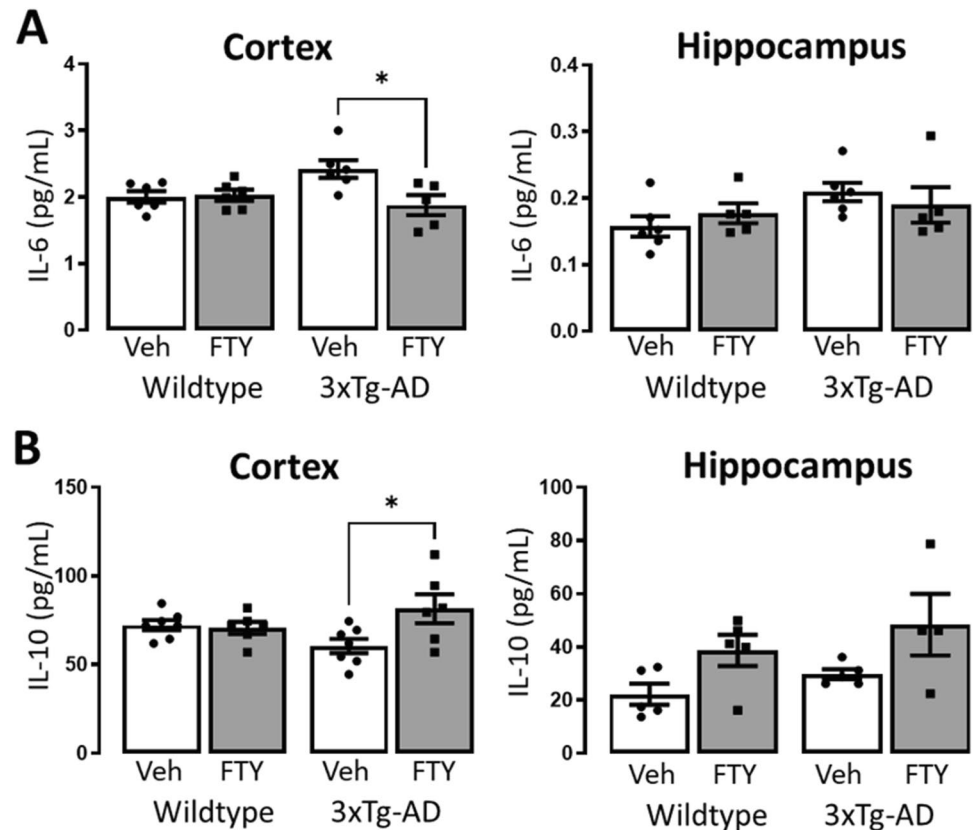 A
Cortex
IL-6 (pg/mL)
4
3
2
1
0
*
Veh FTY Veh FTY
Wildtype 3xTg-AD
Hippocampus
IL-6 (pg/mL)
0.4
0.3
0.2
0.1
0.0
Veh FTY Veh FTY
Wildtype 3xTg-AD
B
Cortex
IL-10 (pg/mL)
150
100
50
0
*
Veh FTY Veh FTY
Wildtype 3xTg-AD
Hippocampus
IL-10 (pg/mL)
100
80
60
40
20
0
Veh FTY Veh FTY
Wildtype 3xTg-AD